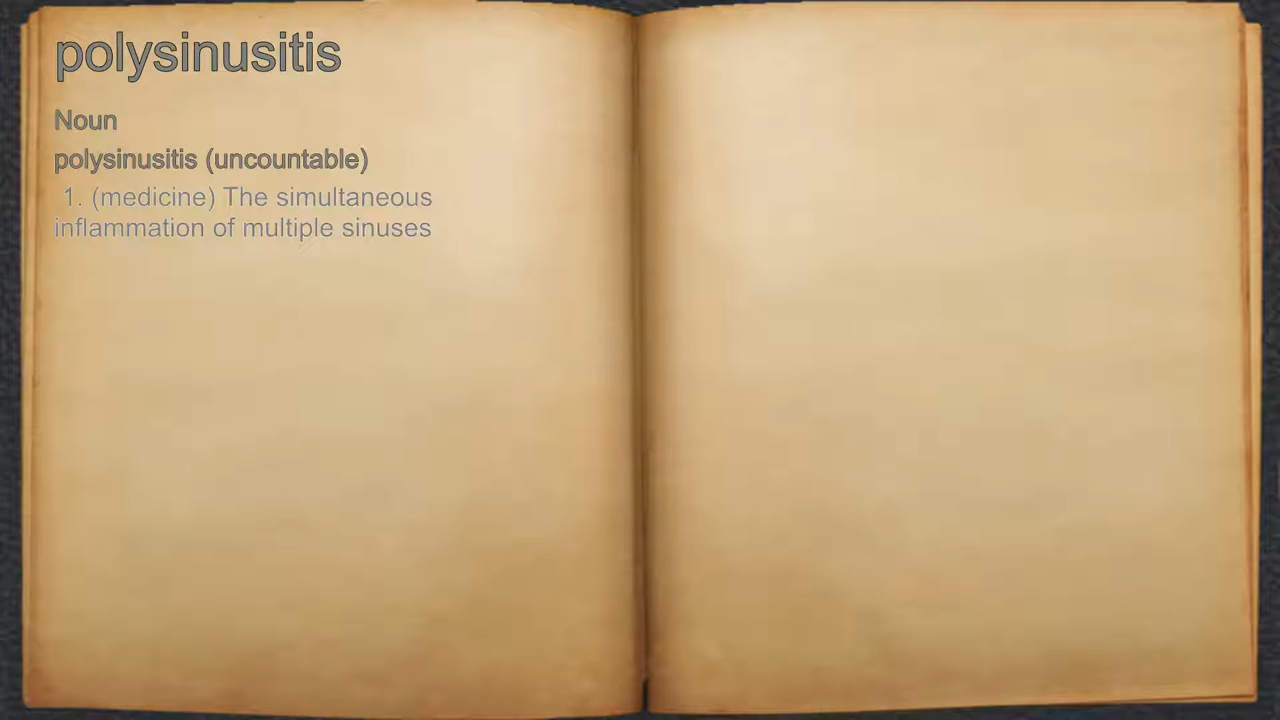 polysinusitis
Noun
polysinusitis (uncountable)
1. (medicine) The simultaneous
inflammation of multiple sinuses